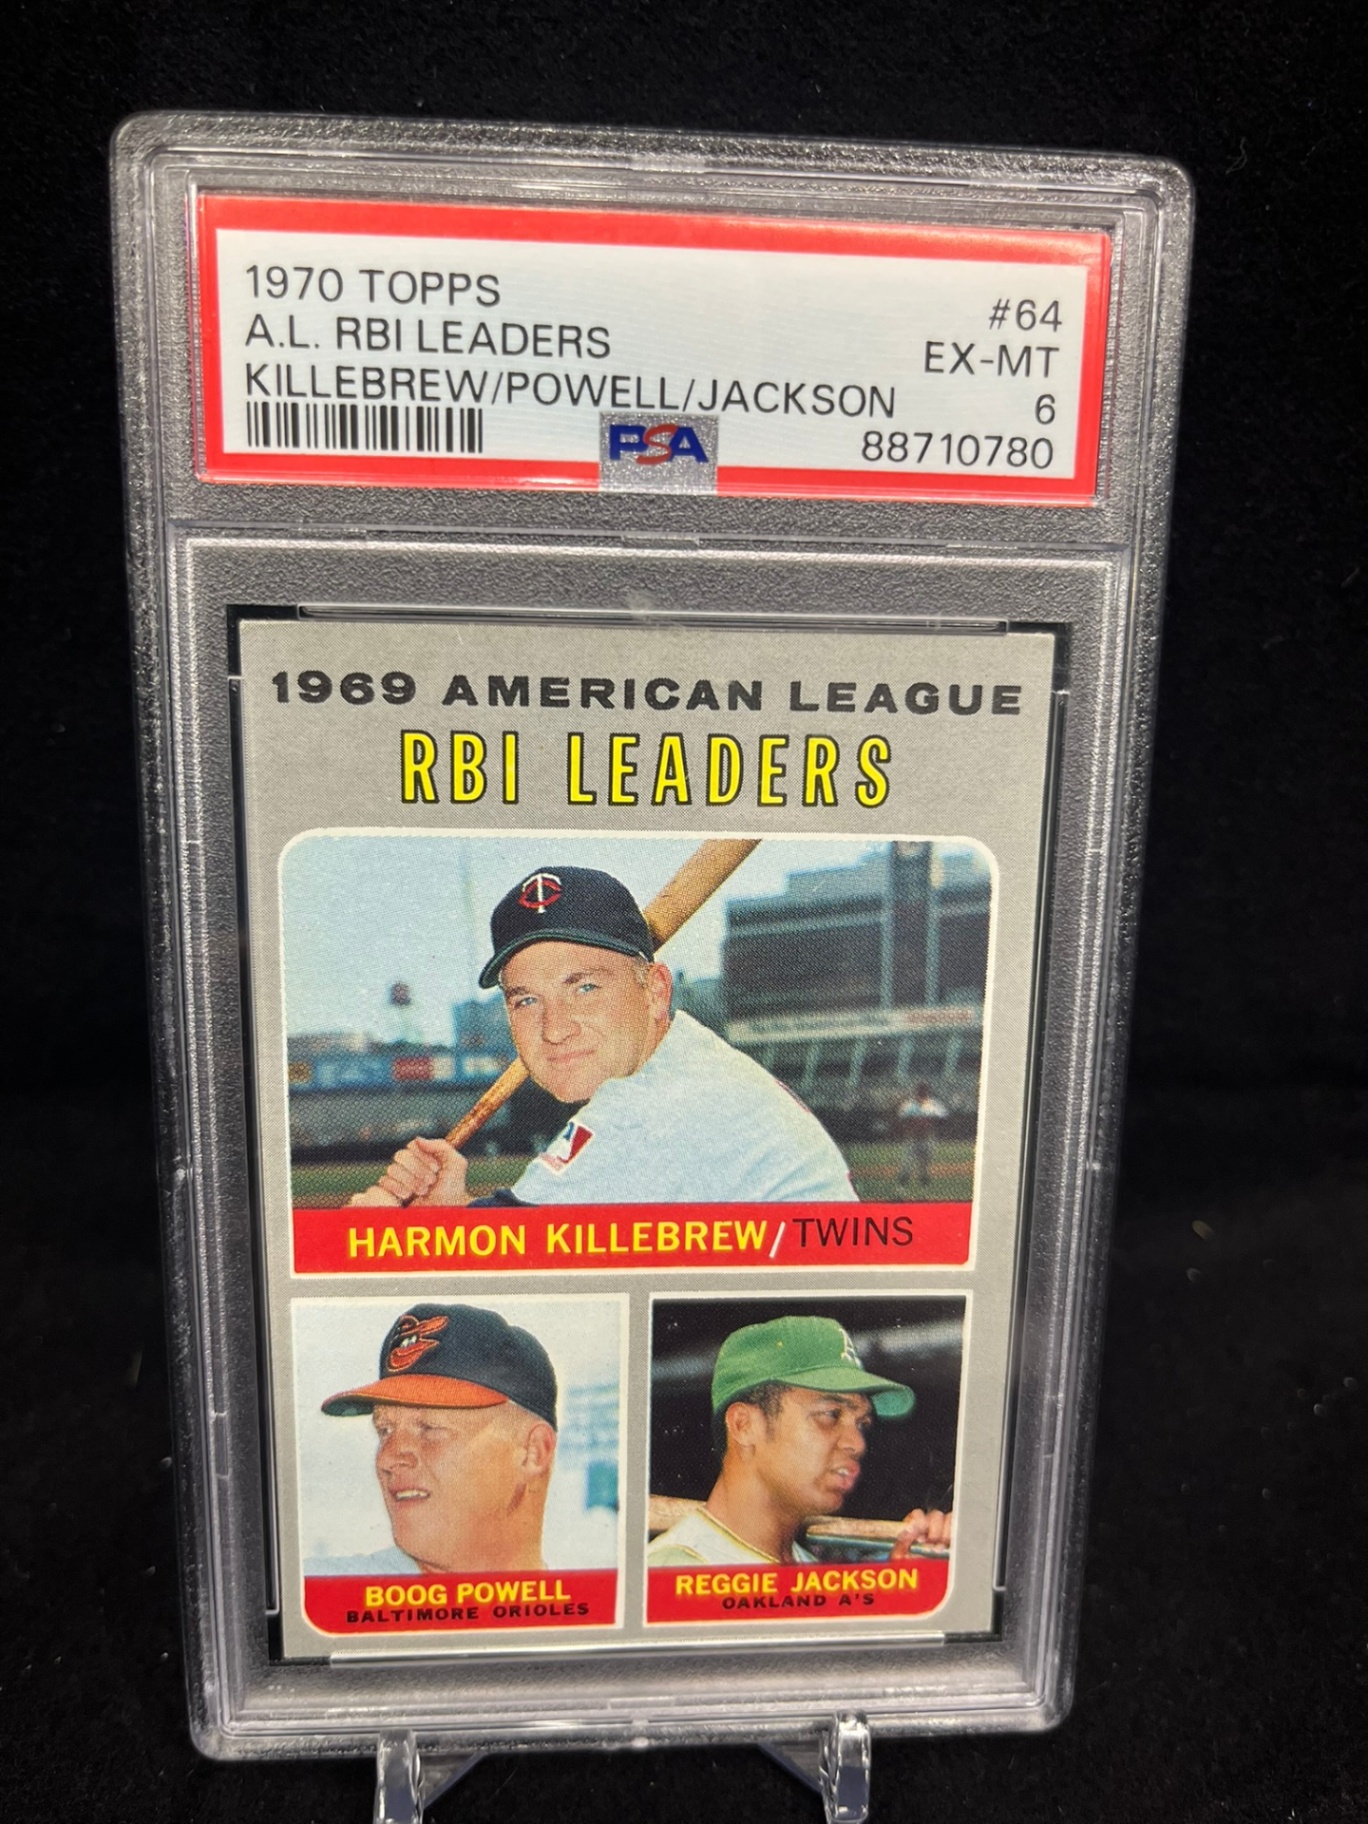 1970 TOPPS
A.L. RBI LEADERS
KILLEBREW/POWELL/JACKSON
#64
EX-MT
6
88710780
PSA
1969 AMERICAN LEAGUE
RBI LEADERS
TC
HARMON KILLEBREW/TWINS
BOOG POWELL
BALTIMORE ORIOLES
REGGIE JACKSON
OAKLAND A'S